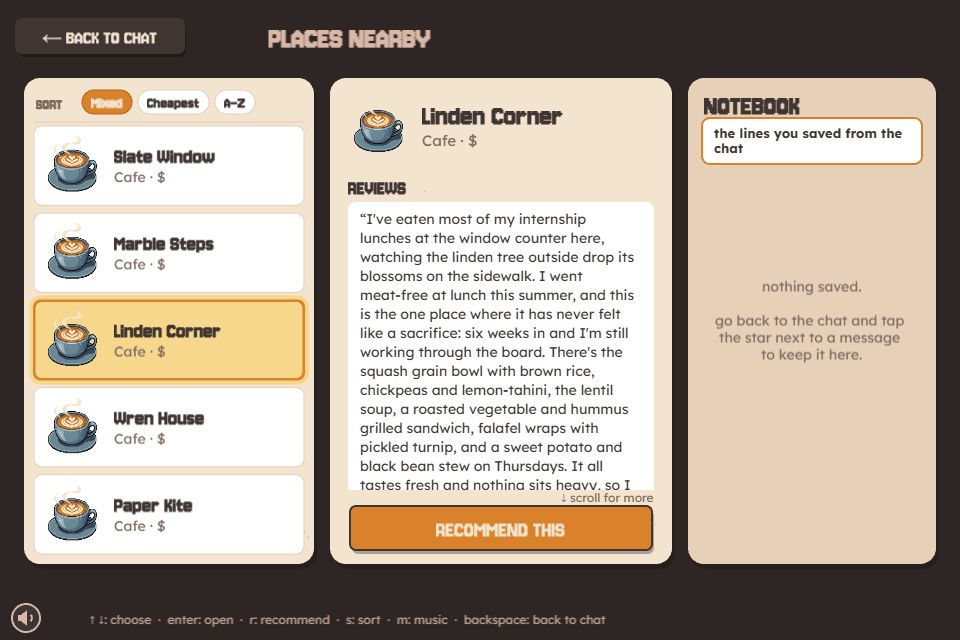 ← BACK TO CHAT
PLACES NEARBY
SORT
Mixed
Cheapest
A-Z
Slate Window
Cafe · $
Marble Steps
Cafe · $
Linden Corner
Cafe · $
Wren House
Cafe · $
Paper Kite
Cafe · $
Linden Corner
Cafe · $
REVIEWS
“I've eaten most of my internship
lunches at the window counter here,
watching the linden tree outside drop its
blossoms on the sidewalk. I went
meat-free at lunch this summer, and this
is the one place where it has never felt
like a sacrifice: six weeks in and I'm still
working through the board. There's the
squash grain bowl with brown rice,
chickpeas and lemon-tahini, the lentil
soup, a roasted vegetable and hummus
grilled sandwich, falafel wraps with
pickled turnip, and a sweet potato and
black bean stew on Thursdays. It all
tastes fresh and nothing sits heavy, so I
↓ scroll for more
RECOMMEND THIS
NOTEBOOK
the lines you saved from the
chat
nothing saved.
go back to the chat and tap
the star next to a message
to keep it here.
↑ ↓: choose · enter: open · r: recommend · s: sort · m: music · backspace: back to chat